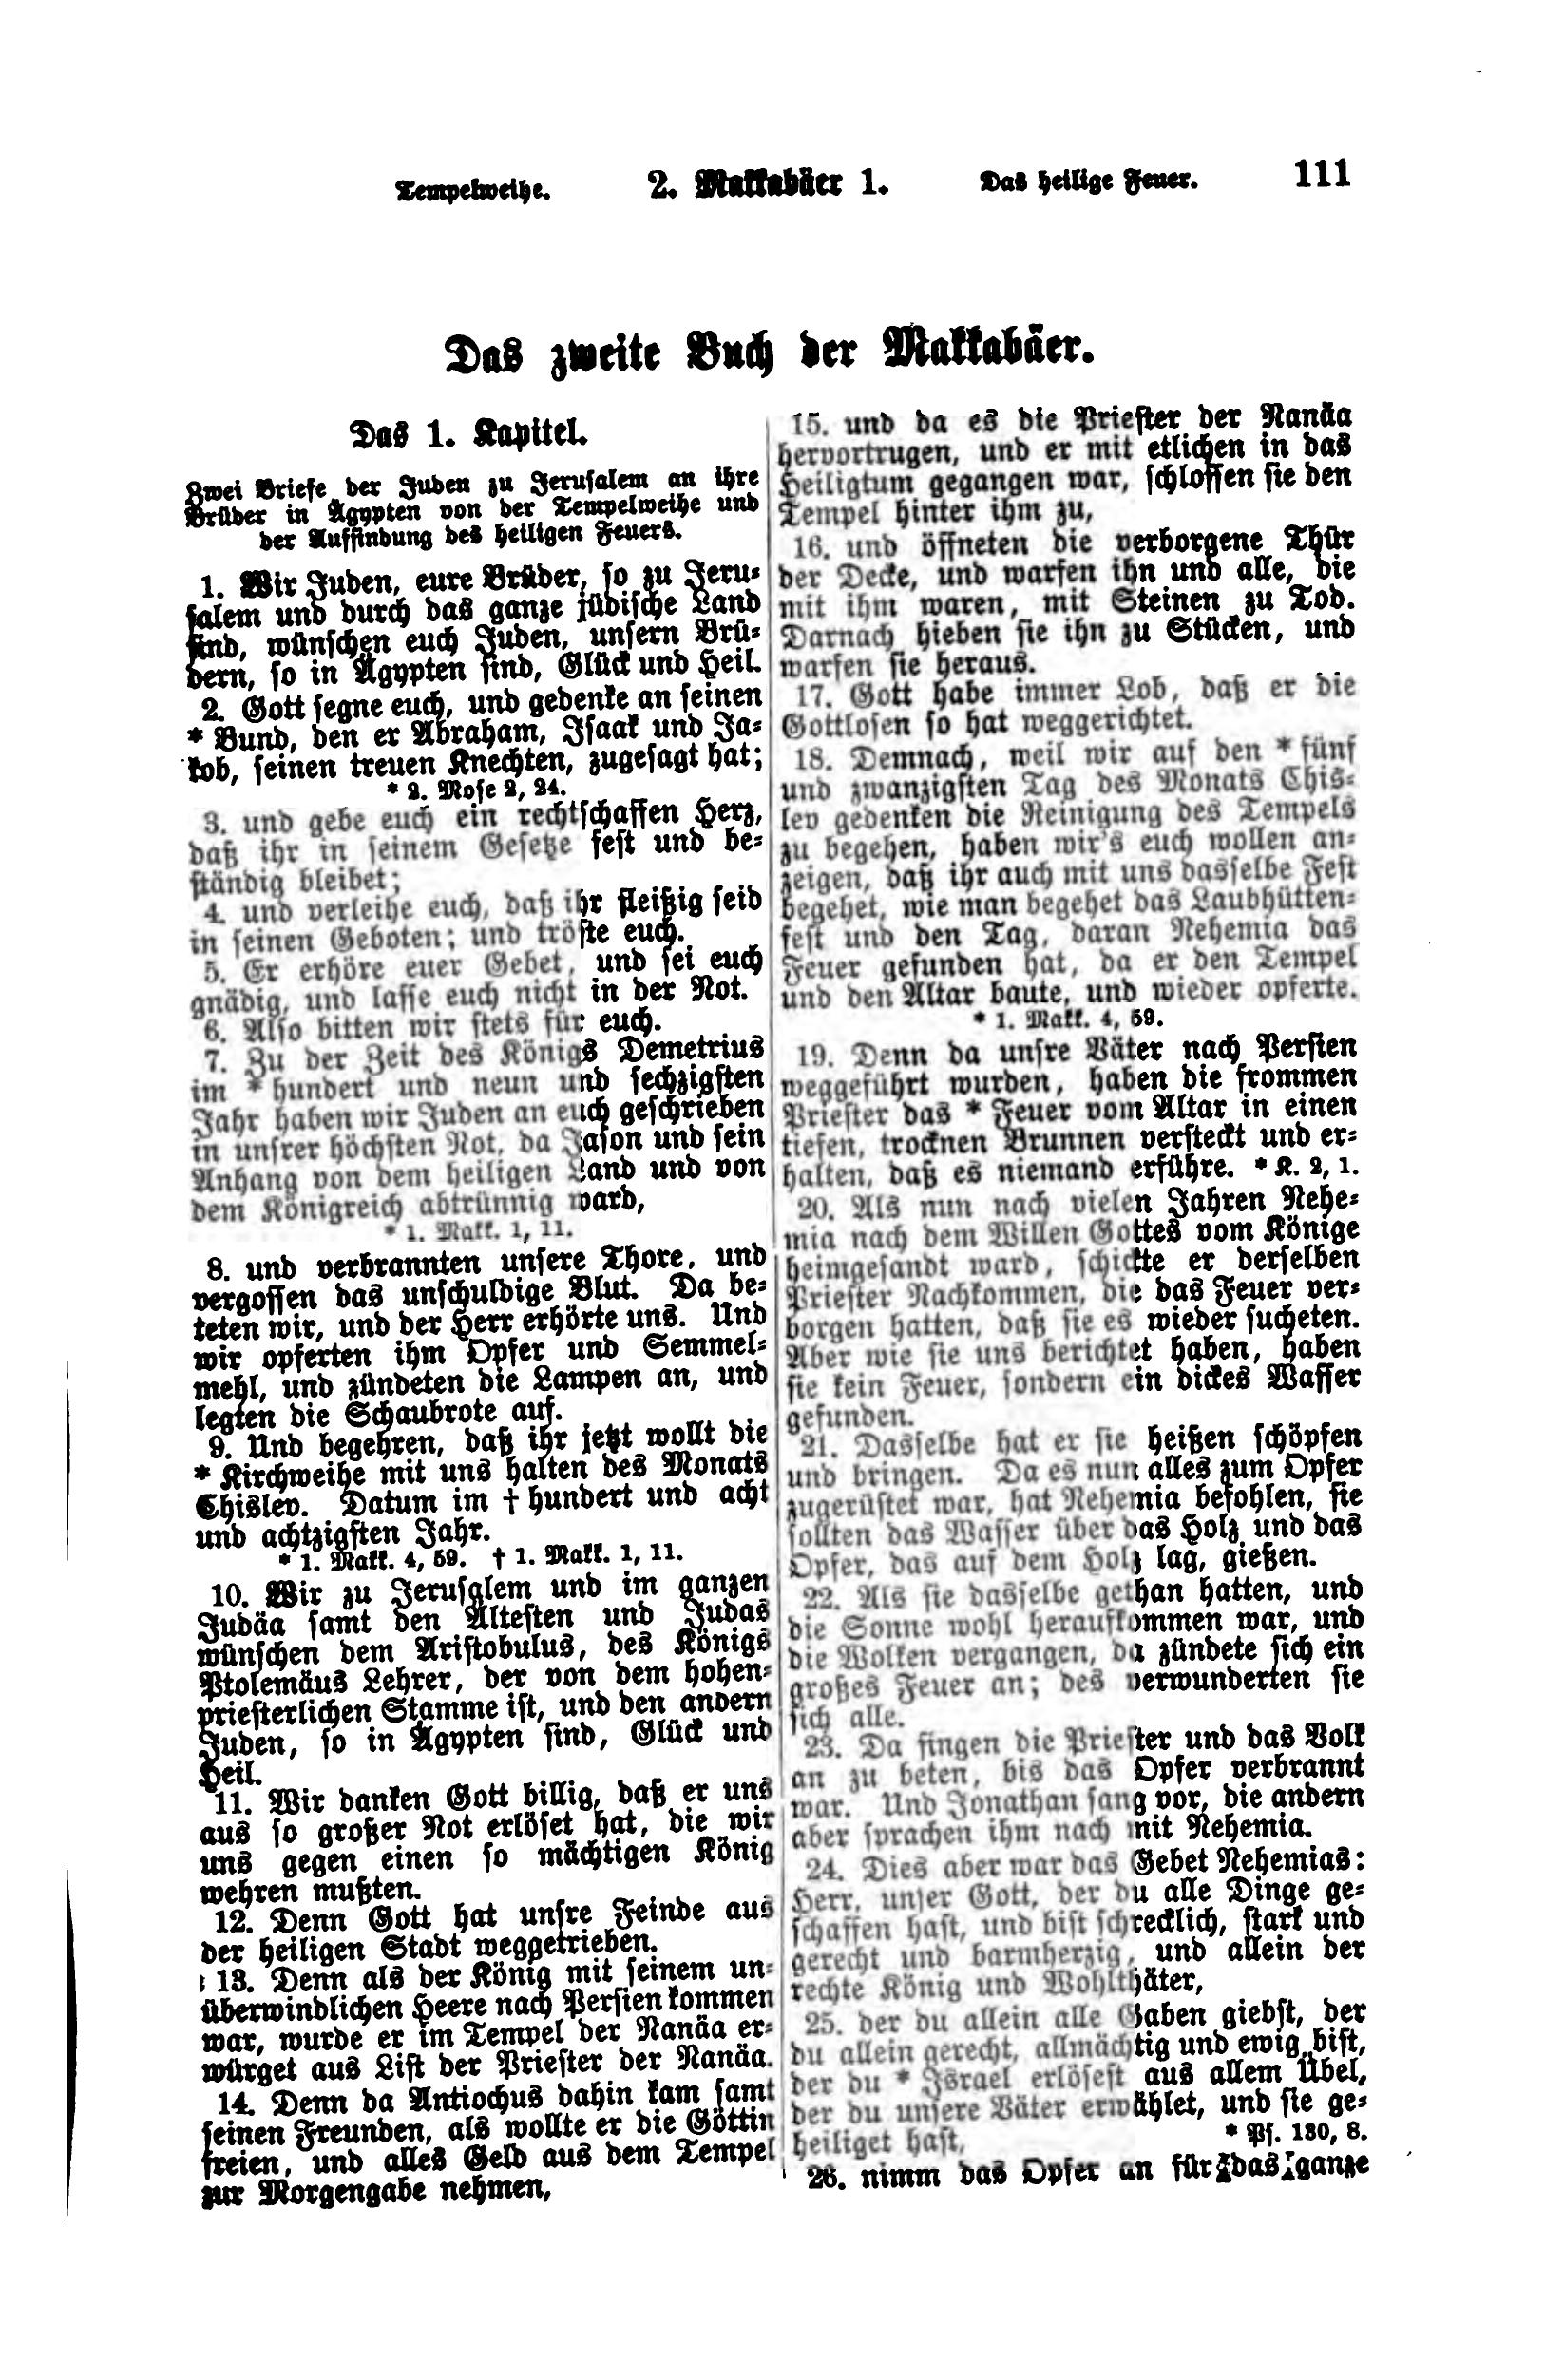 Tempelweihe. 2. Makkabäer 1. Das heilige Feuer. 111
Das zweite Buch der Makkabäer.
Das 1. Kapitel.
Zwei Briefe der Juden zu Jerusalem an ihre
Brüder in Ägypten von der Tempelweihe und
der Auffindung des heiligen Feuers.
1. Wir Juden, eure Brüder, so zu Jeru-
salem und durch das ganze jüdische Land
sind, wünschen euch Juden, unsern Brü-
dern, so in Ägypten sind, Glück und Heil.
2. Gott segne euch, und gedenke an seinen
* Bund, den er Abraham, Isaak und Ja-
kob, seinen treuen Knechten, zugesagt hat;
* 2. Mose 2, 24.
3. und gebe euch ein rechtschaffen Herz,
daß ihr in seinem Gesetze fest und be-
ständig bleibet;
4. und verleihe euch, daß ihr fleißig seid
in seinen Geboten; und tröste euch.
5. Er erhöre euer Gebet, und sei euch
gnädig, und lasse euch nicht in der Not.
6. Also bitten wir stets für euch.
7. Zu der Zeit des Königs Demetrius
im * hundert und neun und sechzigsten
Jahr haben wir Juden an euch geschrieben
in unsrer höchsten Not, da Jason und sein
Anhang von dem heiligen Land und von
dem Königreich abtrünnig ward,
* 1. Makk. 1, 11.
8. und verbrannten unsere Thore, und
vergossen das unschuldige Blut. Da be-
teten wir, und der Herr erhörte uns. Und
wir opferten ihm Opfer und Semmel-
mehl, und zündeten die Lampen an, und
legten die Schaubrote auf.
9. Und begehren, daß ihr jetzt wollt die
* Kirchweihe mit uns halten des Monats
Chislev. Datum im † hundert und acht
und achtzigsten Jahr.
* 1. Makk. 4, 59. † 1. Makk. 1, 11.
10. Wir zu Jerusalem und im ganzen
Judäa samt den Ältesten und Judas
wünschen dem Aristobulus, des Königs
Ptolemäus Lehrer, der von dem hohen-
priesterlichen Stamme ist, und den andern
Juden, so in Ägypten sind, Glück und
Heil.
11. Wir danken Gott billig, daß er uns
aus so großer Not erlöset hat, die wir
uns gegen einen so mächtigen König
wehren mußten.
12. Denn Gott hat unsre Feinde aus
der heiligen Stadt weggetrieben.
13. Denn als der König mit seinem un-
überwindlichen Heere nach Persien kommen
war, wurde er im Tempel der Nanäa er-
würget aus List der Priester der Nanäa.
14. Denn da Antiochus dahin kam samt
seinen Freunden, als wollte er die Göttin
freien, und alles Geld aus dem Tempel
zur Morgengabe nehmen,
15. und da es die Priester der Nanäa
hervortrugen, und er mit etlichen in das
Heiligtum gegangen war, schlossen sie den
Tempel hinter ihm zu,
16. und öffneten die verborgene Thür
der Decke, und warfen ihn und alle, die
mit ihm waren, mit Steinen zu Tod.
Darnach hieben sie ihn zu Stücken, und
warfen sie heraus.
17. Gott habe immer Lob, daß er die
Gottlosen so hat weggerichtet.
18. Demnach, weil wir auf den * fünf
und zwanzigsten Tag des Monats Chis-
lev gedenken die Reinigung des Tempels
zu begehen, haben wir's euch wollen an-
zeigen, daß ihr auch mit uns dasselbe Fest
begehet, wie man begehet das Laubhütten-
fest und den Tag, daran Nehemia das
Feuer gefunden hat, da er den Tempel
und den Altar baute, und wieder opferte.
* 1. Makk. 4, 59.
19. Denn da unsre Väter nach Persien
weggeführt wurden, haben die frommen
Priester das * Feuer vom Altar in einen
tiefen, trocknen Brunnen versteckt und er-
halten, daß es niemand erführe. * K. 2, 1.
20. Als nun nach vielen Jahren Nehe-
mia nach dem Willen Gottes vom Könige
heimgesandt ward, schickte er derselben
Priester Nachkommen, die das Feuer ver-
borgen hatten, daß sie es wieder sucheten.
Aber wie sie uns berichtet haben, haben
sie kein Feuer, sondern ein dickes Wasser
gefunden.
21. Dasselbe hat er sie heißen schöpfen
und bringen. Da es nun alles zum Opfer
zugerüstet war, hat Nehemia befohlen, sie
sollten das Wasser über das Holz und das
Opfer, das auf dem Holz lag, gießen.
22. Als sie dasselbe gethan hatten, und
die Sonne wohl heraufkommen war, und
die Wolken vergangen, da zündete sich ein
großes Feuer an; des verwunderten sie
sich alle.
23. Da fingen die Priester und das Volk
an zu beten, bis das Opfer verbrannt
war. Und Jonathan sang vor, die andern
aber sprachen ihm nach mit Nehemia.
24. Dies aber war das Gebet Nehemias:
Herr, unser Gott, der du alle Dinge ge-
schaffen hast, und bist schrecklich, stark und
gerecht und barmherzig, und allein der
rechte König und Wohlthäter,
25. der du allein alle Gaben giebst, der
du allein gerecht, allmächtig und ewig bist,
der du * Israel erlösest aus allem Übel,
der du unsere Väter erwählet, und sie ge-
heiliget hast, * Ps. 130, 8.
26. nimm das Opfer an für das ganze